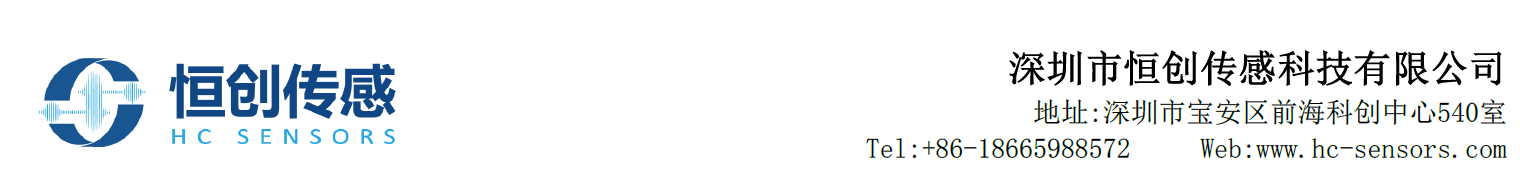 恒创传感
HC SENSORS
深圳市恒创传感科技有限公司
地址:深圳市宝安区前海科创中心540室
Tel:+86-18665988572 Web:www.hc-sensors.com